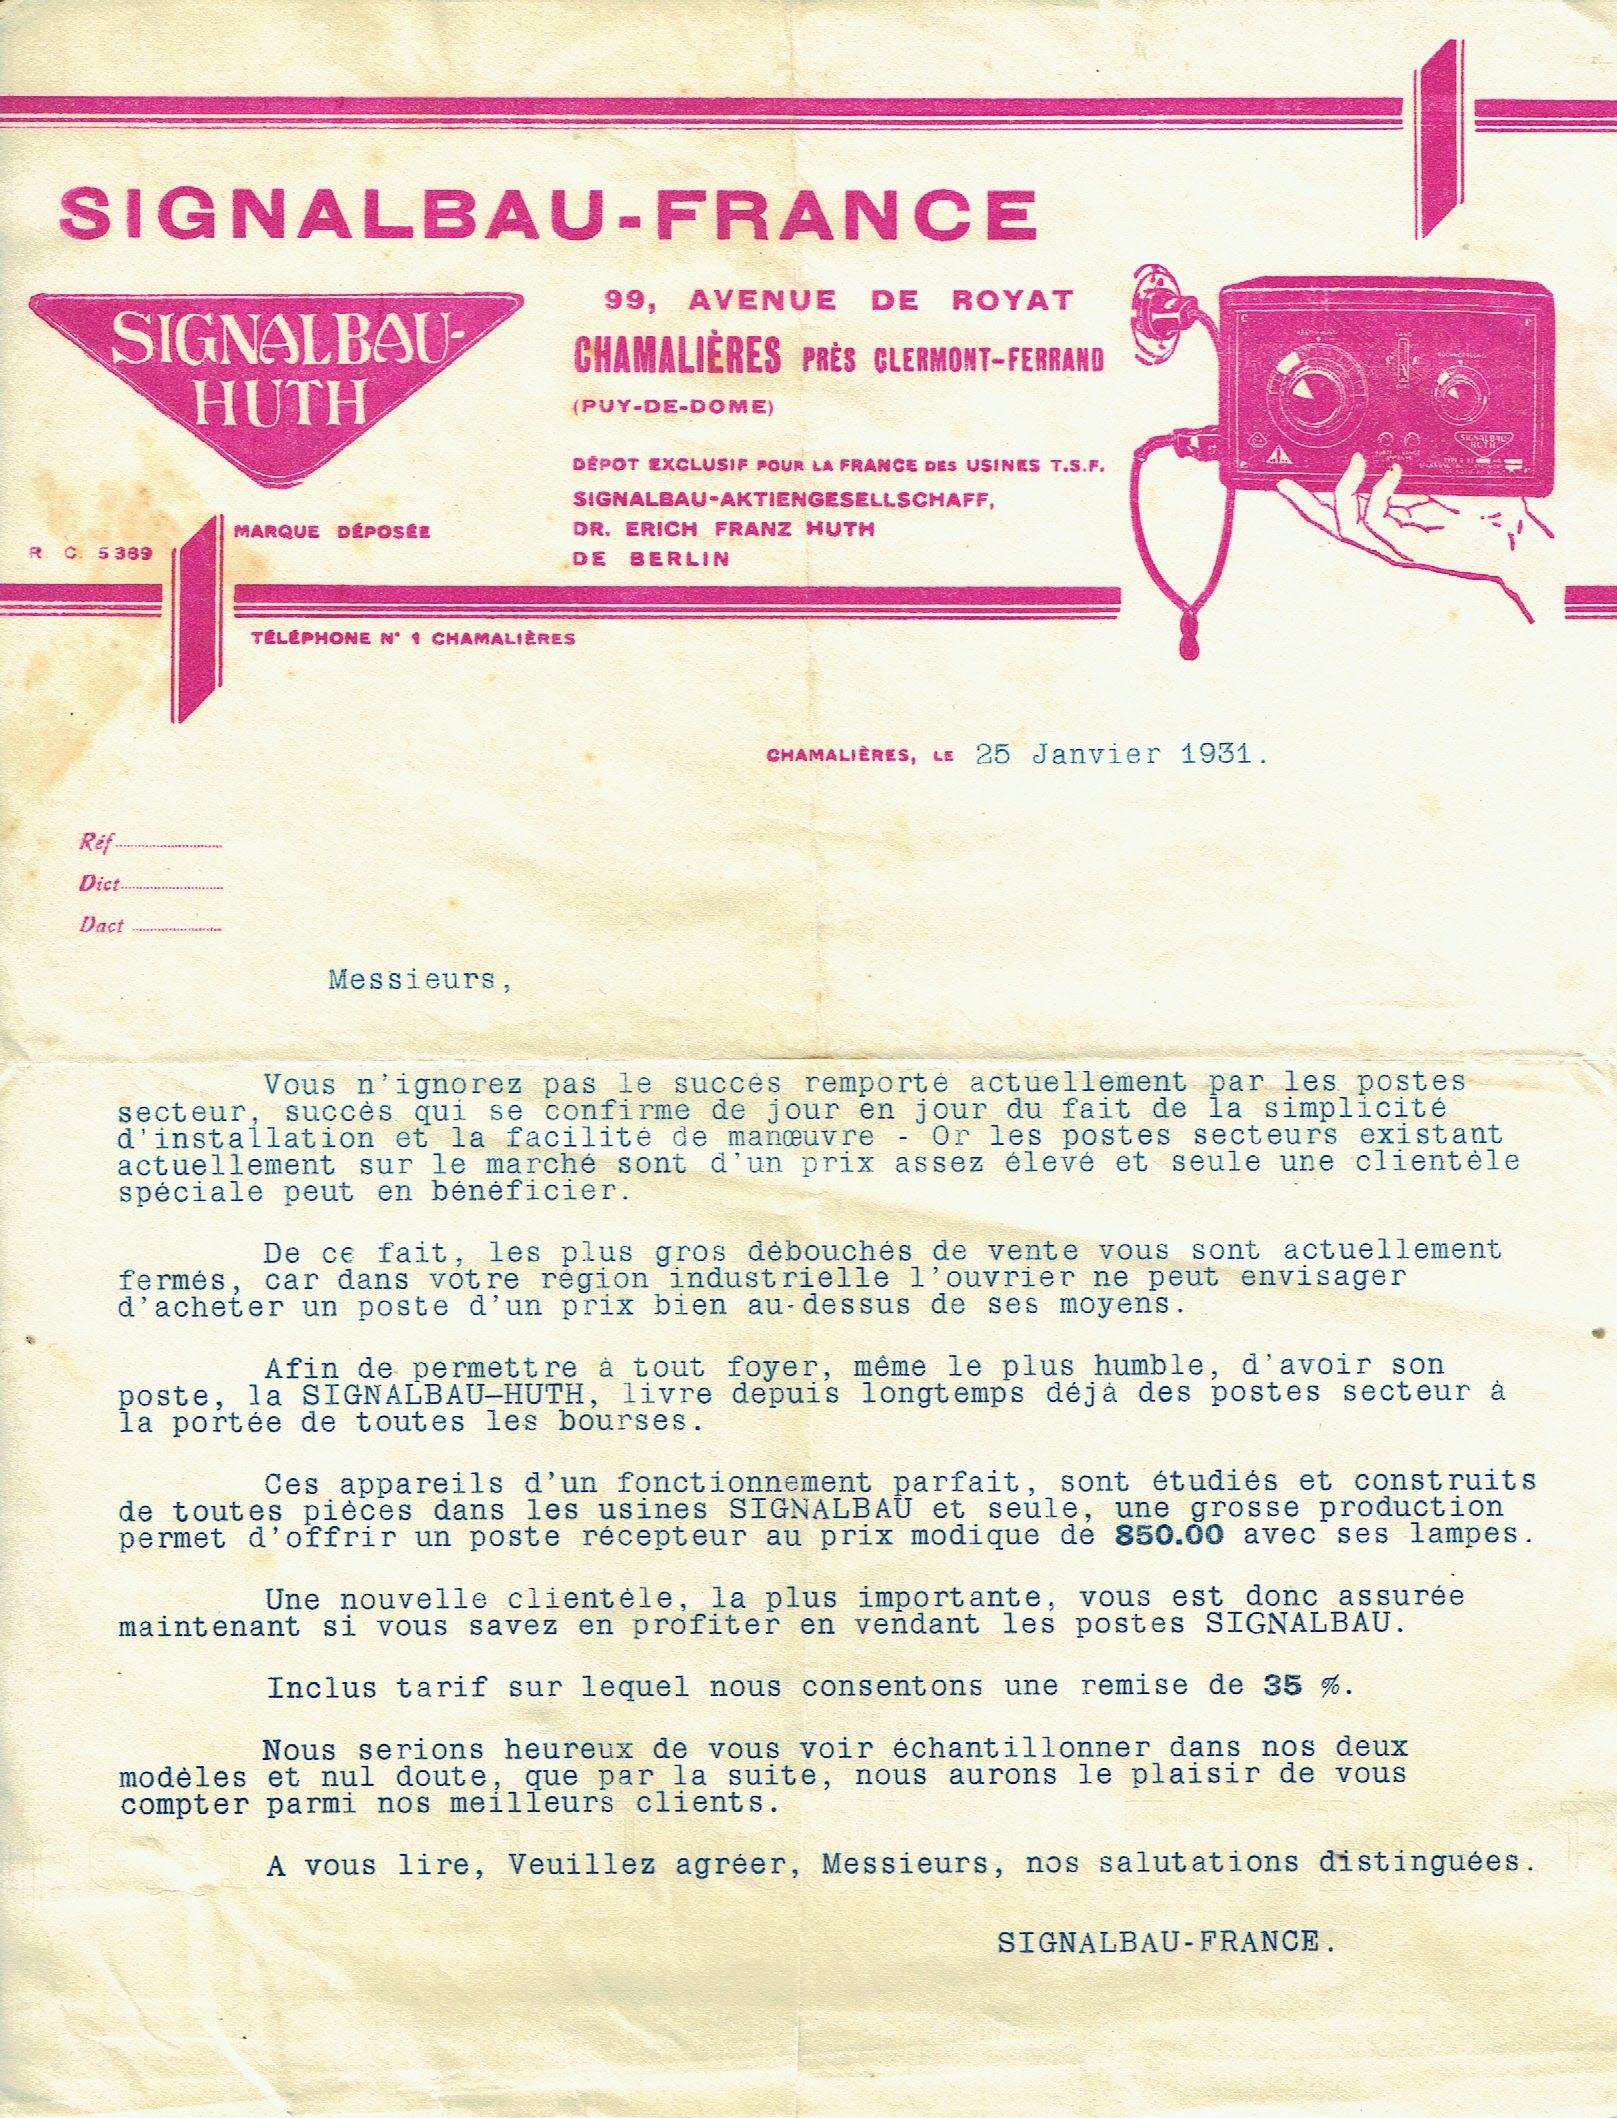 SIGNALBAU-FRANCE
SIGNALBAU-
HUTH
99, AVENUE DE ROYAT
CHAMALIÈRES PRÈS CLERMONT-FERRAND
(PUY-DE-DOME)
DÉPOT EXCLUSIF POUR LA FRANCE DES USINES T.S.F.
SIGNALBAU-AKTIENGESELLSCHAFF,
DR. ERICH FRANZ HUTH
DE BERLIN
MARQUE DÉPOSÉE
R. C. 5369
TÉLÉPHONE N° 1 CHAMALIÈRES
SIGNALBAU-
HUTH
CHAMALIÈRES, LE 25 Janvier 1931.
Réf
Dict
Dact
Messieurs,
Vous n'ignorez pas le succès remporté actuellement par les postes
secteur, succès qui se confirme de jour en jour du fait de la simplicité
d'installation et la facilité de manœuvre - Or les postes secteurs existant
actuellement sur le marché sont d'un prix assez élevé et seule une clientèle
spéciale peut en bénéficier.
De ce fait, les plus gros débouchés de vente vous sont actuellement
fermés, car dans votre région industrielle l'ouvrier ne peut envisager
d'acheter un poste d'un prix bien au-dessus de ses moyens.
Afin de permettre à tout foyer, même le plus humble, d'avoir son
poste, la SIGNALBAU-HUTH, livre depuis longtemps déjà des postes secteur à
la portée de toutes les bourses.
Ces appareils d'un fonctionnement parfait, sont étudiés et construits
de toutes pièces dans les usines SIGNALBAU et seule, une grosse production
permet d'offrir un poste récepteur au prix modique de 850.00 avec ses lampes.
Une nouvelle clientèle, la plus importante, vous est donc assurée
maintenant si vous savez en profiter en vendant les postes SIGNALBAU.
Inclus tarif sur lequel nous consentons une remise de 35 %.
Nous serions heureux de vous voir échantillonner dans nos deux
modèles et nul doute, que par la suite, nous aurons le plaisir de vous
compter parmi nos meilleurs clients.
A vous lire, Veuillez agréer, Messieurs, nos salutations distinguées.
SIGNALBAU-FRANCE.